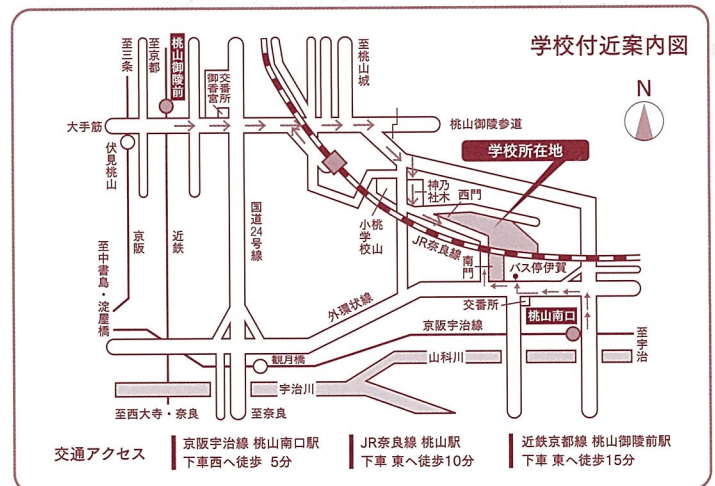 学校付近案内図
至三条
至京都
桃山御陵前
御香宮
交番所
至桃山城
N
大手筋
桃山御陵参道
伏見桃山
学校所在地
乃木
神社
西門
国道24号線
桃山
小学校
京阪
近鉄
JR奈良線
南門
バス停伊賀
至中書島・淀屋橋
外環状線
交番所
桃山南口
京阪宇治線
至宇治
観月橋
山科川
宇治川
至西大寺・奈良
至奈良
交通アクセス
京阪宇治線 桃山南口駅
下車西へ徒歩 5分
JR奈良線 桃山駅
下車 東へ徒歩10分
近鉄京都線 桃山御陵前駅
下車 東へ徒歩15分